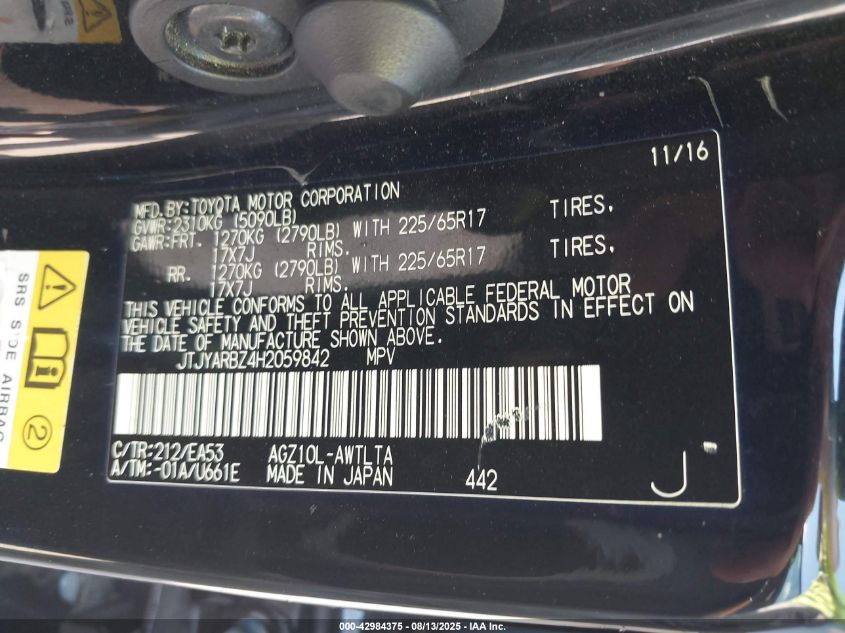 11/16
MFD.BY:TOYOTA MOTOR CORPORATION
GVWR:2310KG (5090LB)
GAWR:FRT. 1270KG (2790LB) WITH 225/65R17 TIRES,
17X7J RIMS.
RR. 1270KG (2790LB) WITH 225/65R17 TIRES,
17X7J RIMS.
THIS VEHICLE CONFORMS TO ALL APPLICABLE FEDERAL MOTOR
VEHICLE SAFETY AND THEFT PREVENTION STANDARDS IN EFFECT ON
THE DATE OF MANUFACTURE SHOWN ABOVE.
JTJYARBZ4H2059842 MPV
C/TR:212/EA53 AGZ10L-AWTLTA
A/TM:-01A/U661E MADE IN JAPAN 442 J
SRS SIDE AIRBAG
2
000-42984375 - 08/13/2025 - IAA Inc.